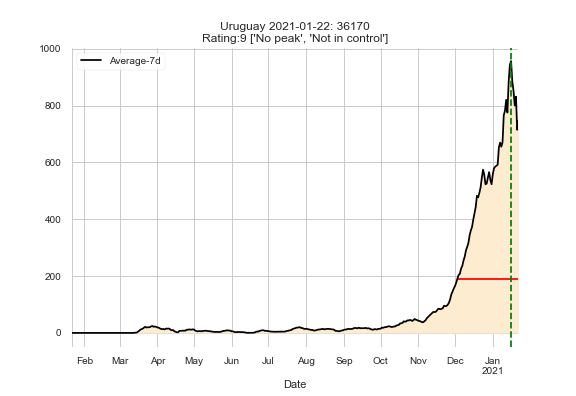 Uruguay 2021-01-22: 36170
Rating:9 ['No peak', 'Not in control']
Average-7d
1000
800
600
400
200
0
Feb Mar Apr May Jun Jul Aug Sep Oct Nov Dec Jan
2021
Date